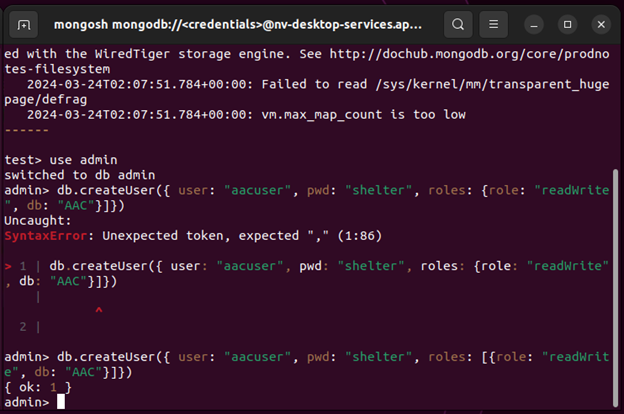 mongosh mongodb://<credentials>@nv-desktop-services.ap...
ed with the WiredTiger storage engine. See http://dochub.mongodb.org/core/prodno
tes-filesystem
   2024-03-24T02:07:51.784+00:00: Failed to read /sys/kernel/mm/transparent_huge
page/defrag
   2024-03-24T02:07:51.784+00:00: vm.max_map_count is too low
------
test> use admin
switched to db admin
admin> db.createUser({ user: "aacuser", pwd: "shelter", roles: {role: "readWrite
", db: "AAC"}]})
Uncaught:
SyntaxError: Unexpected token, expected "," (1:86)
> 1 | db.createUser({ user: "aacuser", pwd: "shelter", roles: {role: "readWrite"
, db: "AAC"}]})
    |
            ^
  2 |
admin> db.createUser({ user: "aacuser", pwd: "shelter", roles: [{role: "readWrit
e", db: "AAC"}]})
{ ok: 1 }
admin>